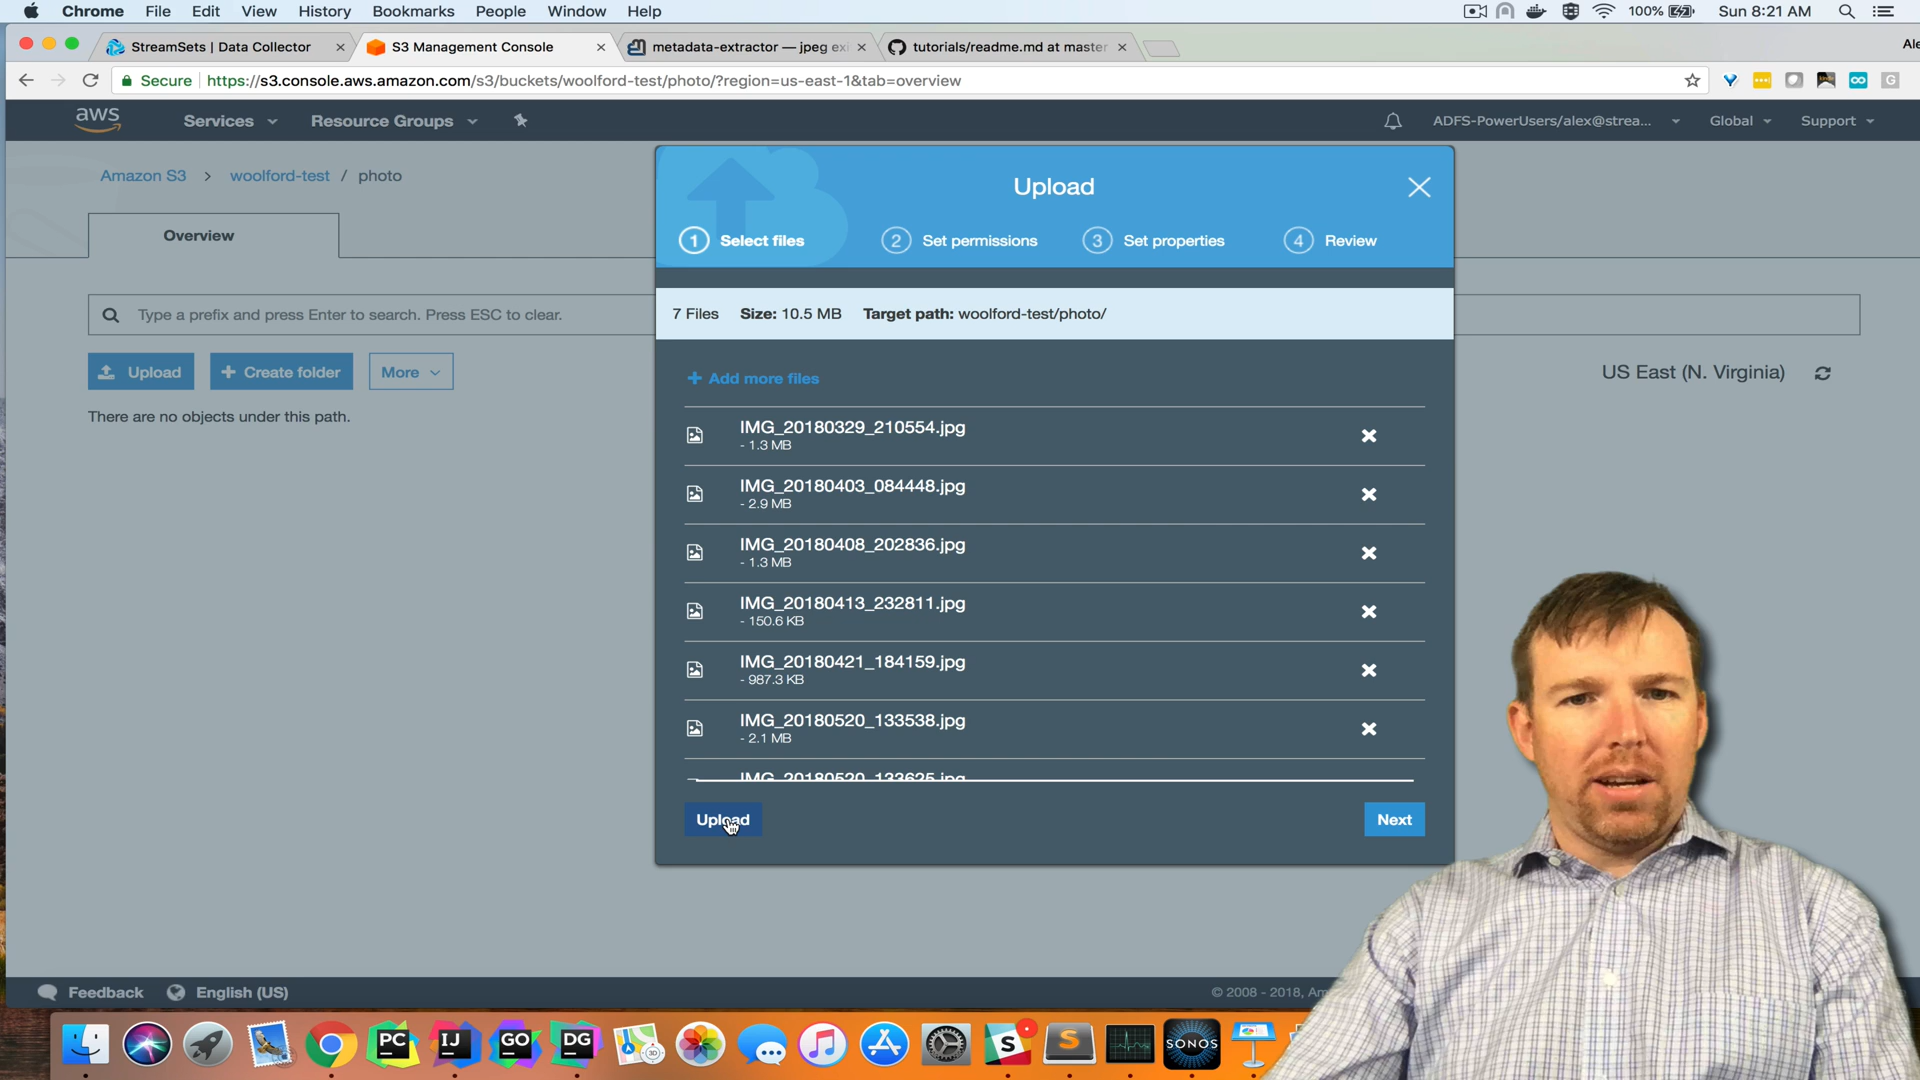 Chrome File Edit View History Bookmarks People Window Help
100% Sun 8:21 AM
StreamSets | Data Collector
S3 Management Console
metadata-extractor — jpeg exi
tutorials/readme.md at master
Ale
Secure https://s3.console.aws.amazon.com/s3/buckets/woolford-test/photo/?region=us-east-1&tab=overview
G
aws Services Resource Groups
ADFS-PowerUsers/alex@strea... Global Support
Amazon S3 > woolford-test / photo
Overview
Type a prefix and press Enter to search. Press ESC to clear.
Upload
Create folder
More
US East (N. Virginia)
There are no objects under this path.
Upload
1 Select files
2 Set permissions
3 Set properties
4 Review
7 Files Size: 10.5 MB Target path: woolford-test/photo/
Add more files
IMG_20180329_210554.jpg
- 1.3 MB
IMG_20180403_084448.jpg
- 2.9 MB
IMG_20180408_202836.jpg
- 1.3 MB
IMG_20180413_232811.jpg
- 150.6 KB
IMG_20180421_184159.jpg
- 987.3 KB
IMG_20180520_133538.jpg
- 2.1 MB
IMG_20180520_133625.jpg
Upload
Next
Feedback English (US)
© 2008 - 2018, Am
PC IJ GO DG 3D S S SONOS